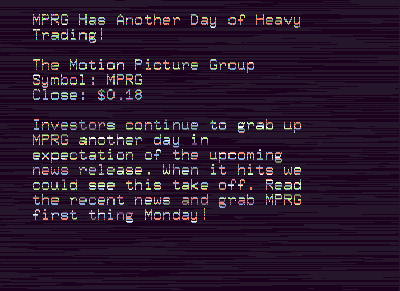 MPRG Has Another Day of Heavy
Trading!
The Motion Picture Group
Symbol: MPRG
Close: $0.18
Investors continue to grab up
MPRG another day in
expectation of the upcoming
news release. When it hits we
could see this take off. Read
the recent news and grab MPRG
first thing Monday!